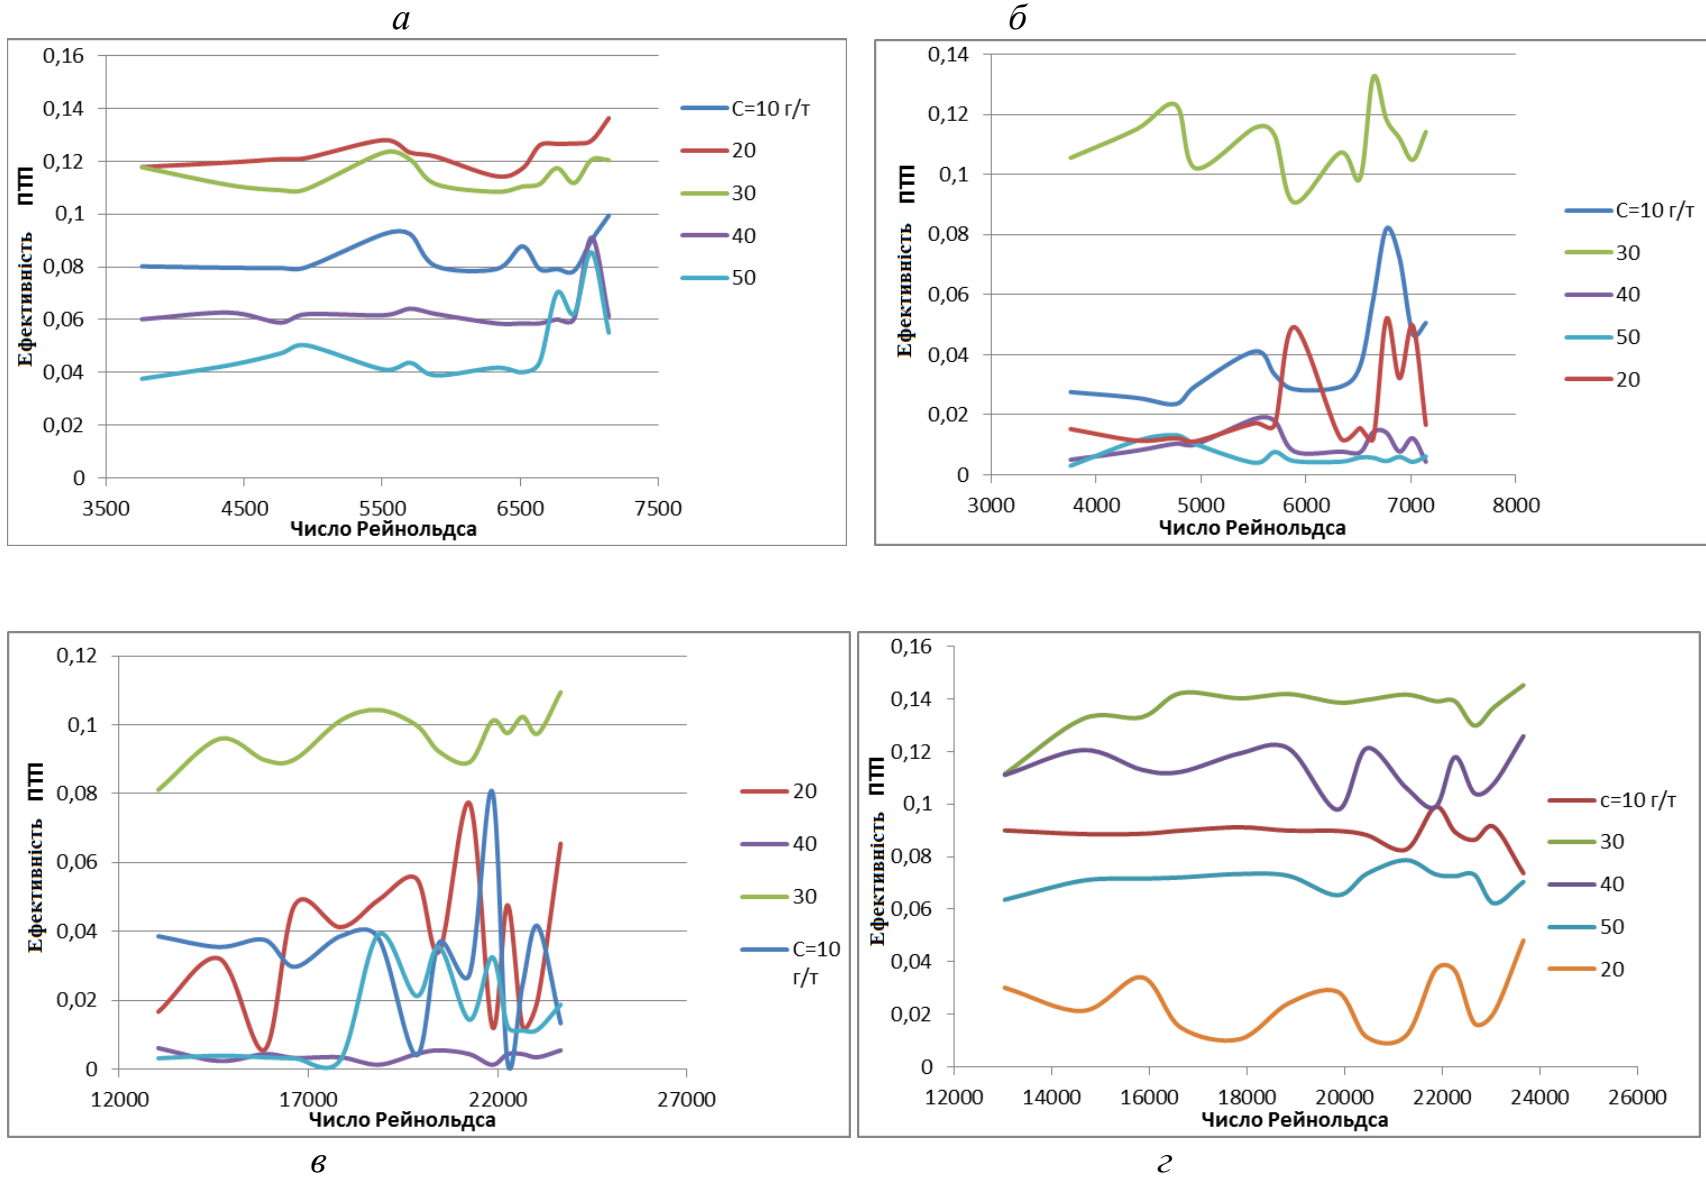 а
б
0,16
0,14
0,12
0,1
0,08
0,06
0,04
0,02
0
3500 4500 5500 6500 7500
Число Рейнольдса
Ефективність ПТП
C=10 г/т
20
30
40
50
0,14
0,12
0,1
0,08
0,06
0,04
0,02
0
3000 4000 5000 6000 7000 8000
Число Рейнольдса
Ефективність ПТП
C=10 г/т
30
40
50
20
0,12
0,1
0,08
0,06
0,04
0,02
0
12000 17000 22000 27000
Число Рейнольдса
Ефективність ПТП
20
40
30
C=10
г/т
0,16
0,14
0,12
0,1
0,08
0,06
0,04
0,02
0
12000 14000 16000 18000 20000 22000 24000 26000
Число Рейнольдса
Ефективність ПТП
c=10 г/т
30
40
50
20
в
г